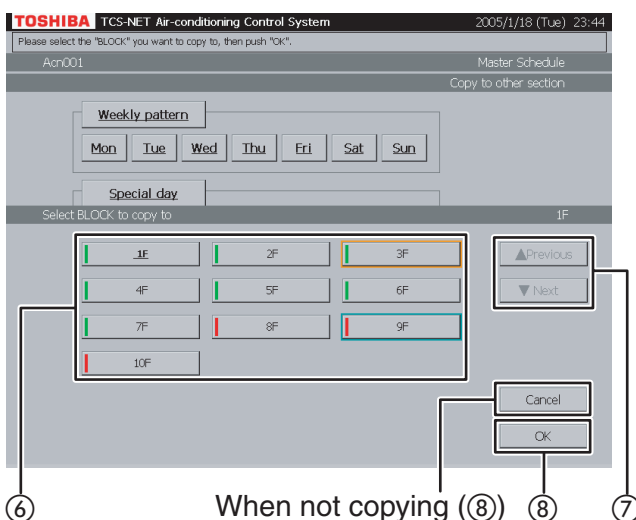 TOSHIBA TCS-NET Air-conditioning Control System 2005/1/18 (Tue) 23:44
Please select the "BLOCK" you want to copy to, then push "OK".
Acn001 Master Schedule
Copy to other section
Weekly pattern
Mon Tue Wed Thu Fri Sat Sun
Special day
Select BLOCK to copy to 1F
1F 2F 3F ▲Previous
4F 5F 6F ▼Next
7F 8F 9F
10F
Cancel
OK
⑥ When not copying (⑧) ⑧ ⑦